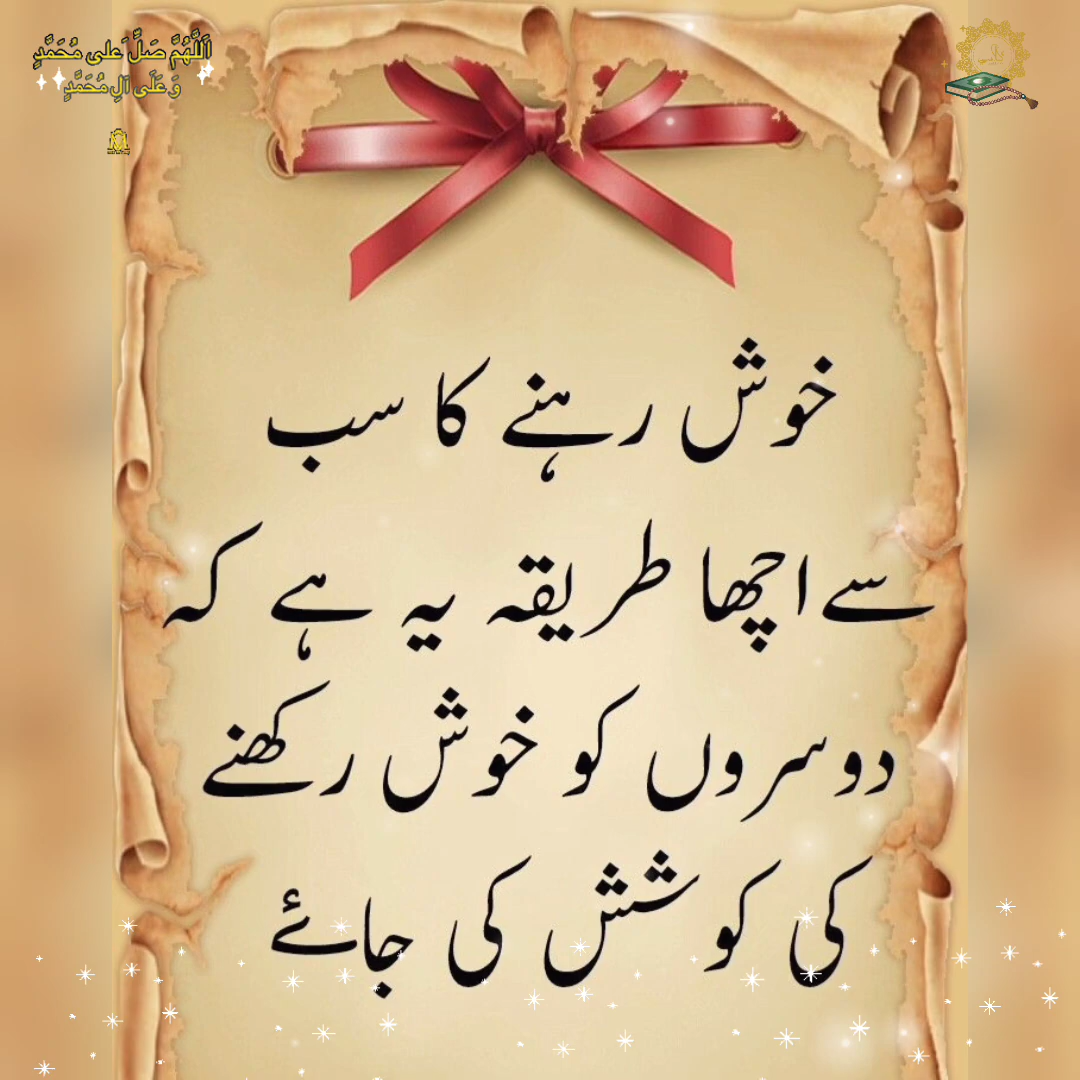 اَللّٰهُمَّ صَلِّ عَلٰی مُحَمَّدٍ
وَ عَلَی اٰلِ مُحَمَّدٍ
خوش رہنے کا سب
سے اچھا طریقہ یہ ہے کہ
دوسروں کو خوش رکھنے
کی کوشش کی جائے